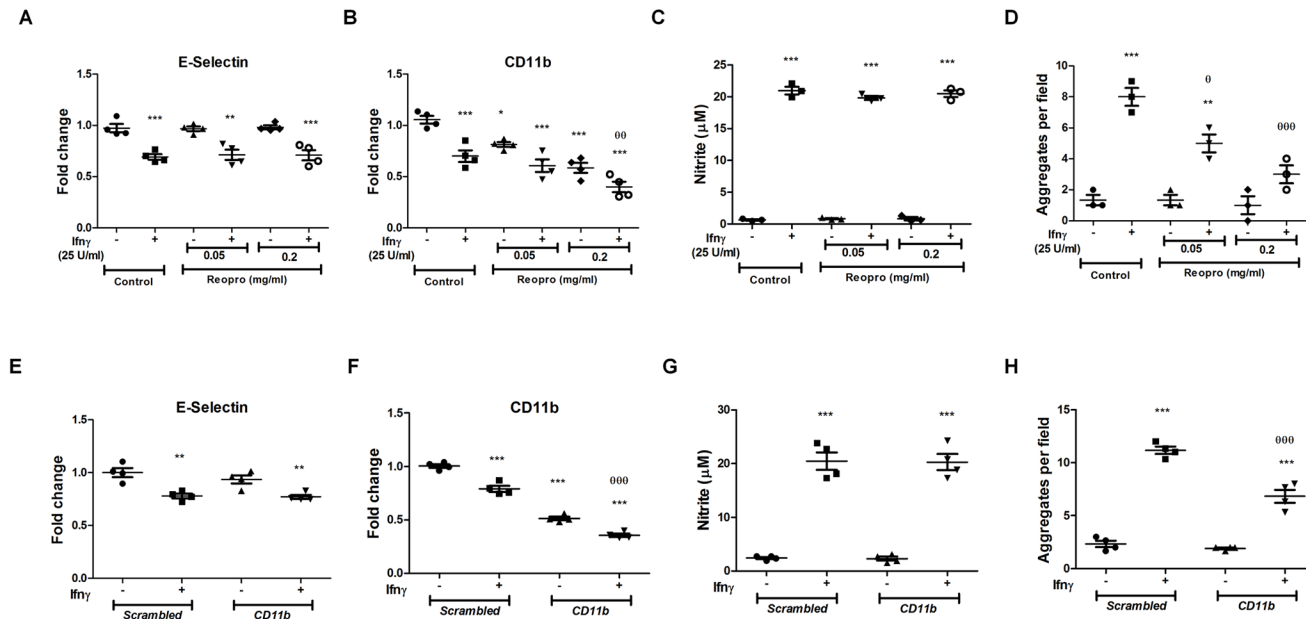 A
B
C
D
E-Selectin
CD11b
Fold change
1.5
1.0
0.5
0.0
Ifnγ - + - + - +
(25 U/ml) 0.05 0.2
Control Reopro (mg/ml)
***
**
***
Fold change
1.5
1.0
0.5
0.0
Ifnγ - + - + - +
(25 U/ml) 0.05 0.2
Control Reopro (mg/ml)
***
*
***
***
θθ
***
Nitrite (μM)
25
20
15
10
5
0
Ifnγ - + - + - +
(25 U/ml) 0.05 0.2
Control Reopro (mg/ml)
***
***
***
Aggregates per field
10
8
6
4
2
0
Ifnγ - + - + - +
(25 U/ml) 0.05 0.2
Control Reopro (mg/ml)
***
θ
**
θθθ
E
F
G
H
E-Selectin
CD11b
Fold change
1.5
1.0
0.5
0.0
Ifnγ - + - +
Scrambled CD11b
**
**
Fold change
1.5
1.0
0.5
0.0
Ifnγ - + - +
Scrambled CD11b
***
***
θθθ
***
Nitrite (μM)
30
20
10
0
Ifnγ - + - +
Scrambled CD11b
***
***
Aggregates per field
15
10
5
0
Ifnγ - + - +
Scrambled CD11b
***
θθθ
***